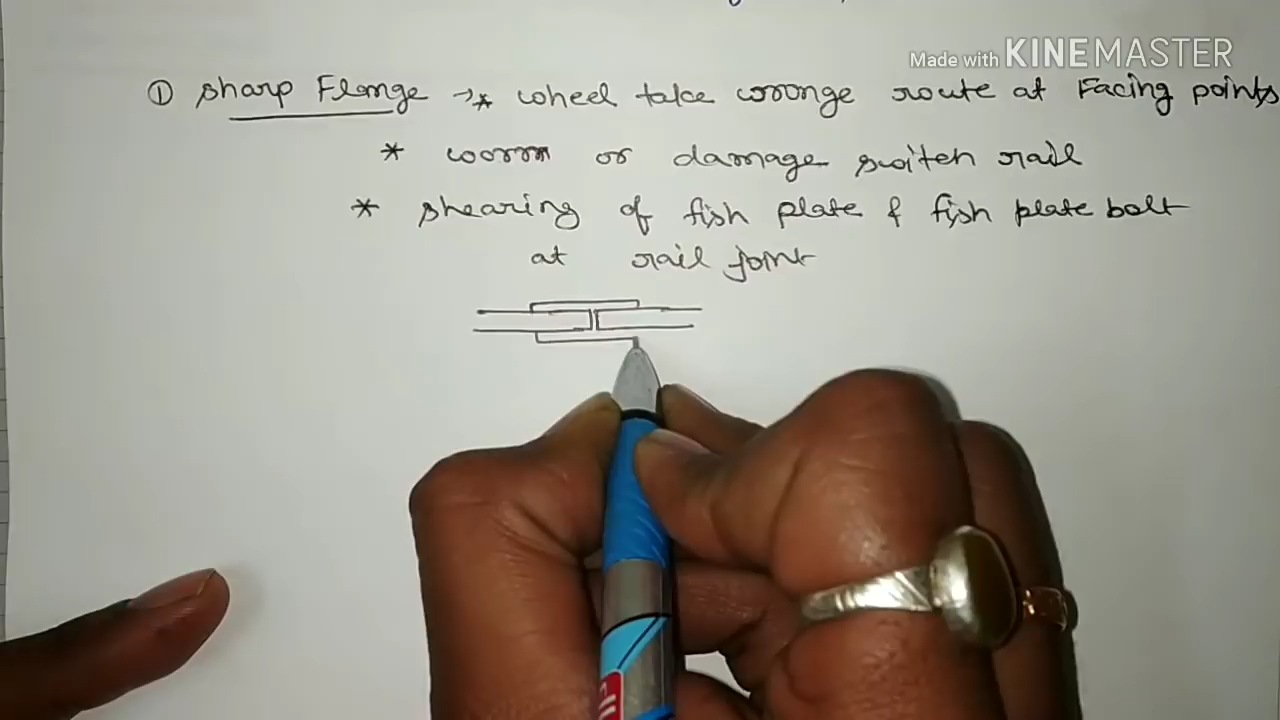 Made with KINEMASTER
① sharp Flange → * wheel take wronge route at Facing points
* worrn or damage switch rail
* shearing of fish plate & fish plate bolt
at rail joint